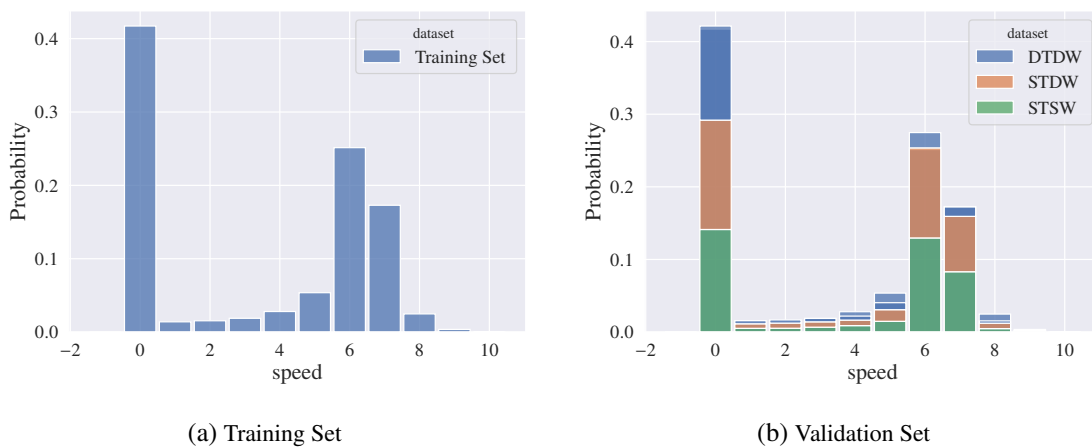 dataset
Training Set
0.4
0.3
0.2
0.1
0.0
Probability
−2 0 2 4 6 8 10
speed
(a) Training Set
dataset
DTDW
STDW
STSW
0.4
0.3
0.2
0.1
0.0
Probability
−2 0 2 4 6 8 10
speed
(b) Validation Set